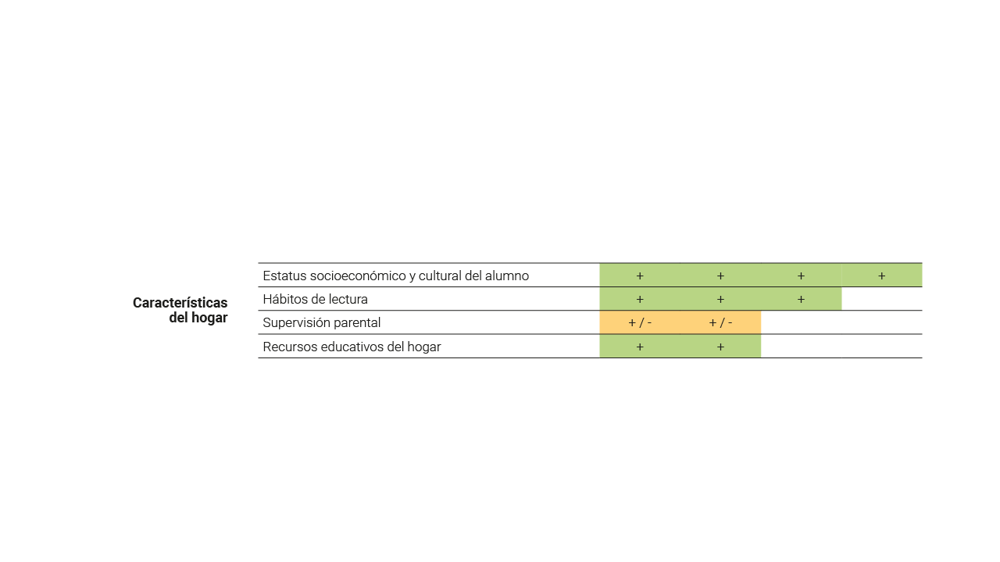 Estatus socioeconómico y cultural del alumno + + + +
Características
del hogar
Hábitos de lectura + + +
Supervisión parental + / - + / -
Recursos educativos del hogar + +